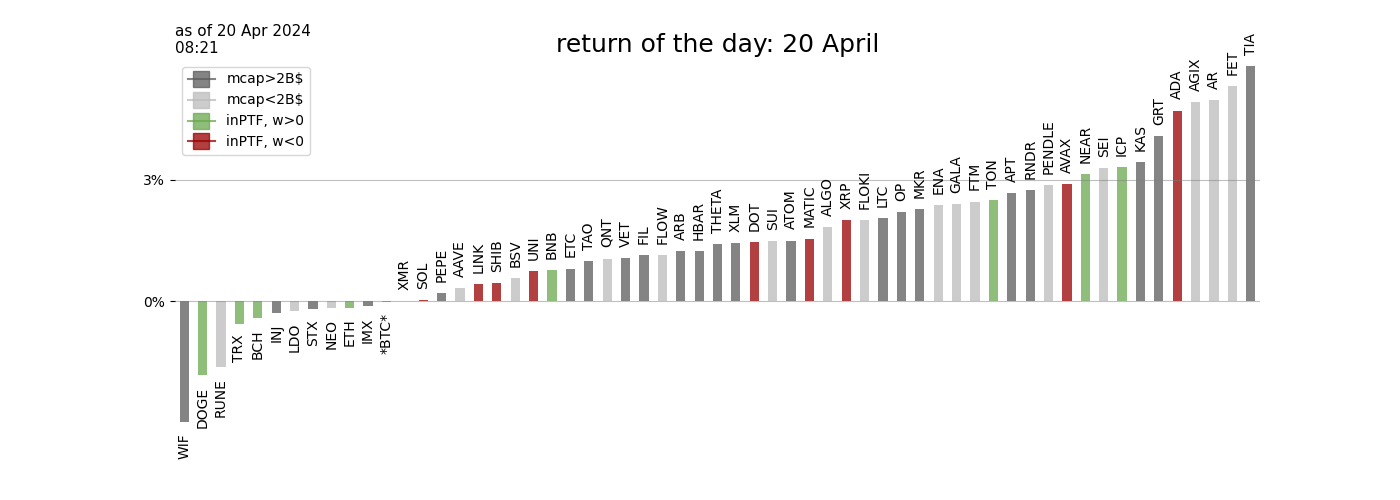 as of 20 Apr 2024
08:21
return of the day: 20 April
mcap>2B$
mcap<2B$
inPTF, w>0
inPTF, w<0
3%
0%
WIF
DOGE
RUNE
TRX
BCH
INJ
LDO
STX
NEO
ETH
IMX
*BTC*
XMR
SOL
PEPE
AAVE
LINK
SHIB
BSV
UNI
BNB
ETC
TAO
QNT
VET
FIL
FLOW
ARB
HBAR
THETA
XLM
DOT
SUI
ATOM
MATIC
ALGO
XRP
FLOKI
LTC
OP
MKR
ENA
GALA
FTM
TON
APT
RNDR
PENDLE
AVAX
NEAR
SEI
ICP
KAS
GRT
ADA
AGIX
AR
FET
TIA